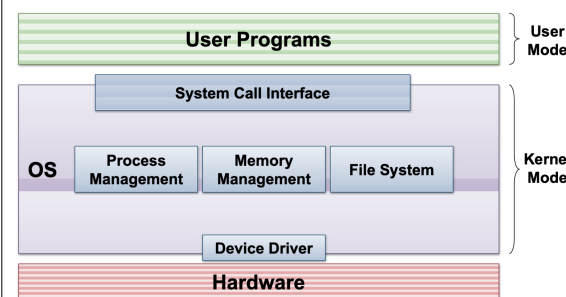 User Programs
User
Mode
System Call Interface
OS
Process
Management
Memory
Management
File System
Kerne
Mode
Device Driver
Hardware